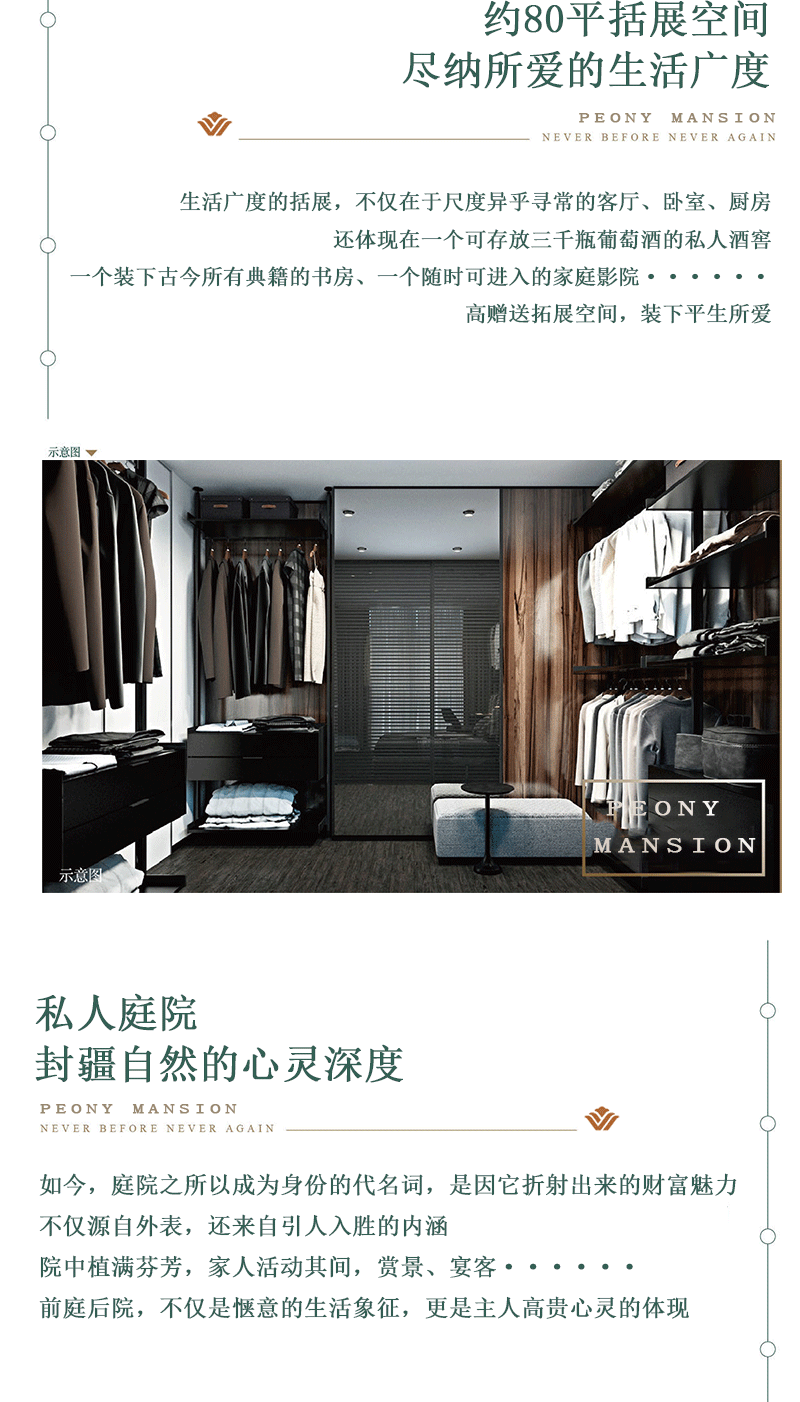 约80平括展空间
尽纳所爱的生活广度
PEONY MANSION
NEVER BEFORE NEVER AGAIN
生活广度的括展，不仅在于尺度异乎寻常的客厅、卧室、厨房
还体现在一个可存放三千瓶葡萄酒的私人酒窖
一个装下古今所有典籍的书房、一个随时可进入的家庭影院• • • • • •
高赠送拓展空间，装下平生所爱
示意图
PEONY
MANSION
示意图
私人庭院
封疆自然的心灵深度
PEONY MANSION
NEVER BEFORE NEVER AGAIN
如今，庭院之所以成为身份的代名词，是因它折射出来的财富魅力
不仅源自外表，还来自引人入胜的内涵
院中植满芬芳，家人活动其间，赏景、宴客• • • • • •
前庭后院，不仅是惬意的生活象征，更是主人高贵心灵的体现